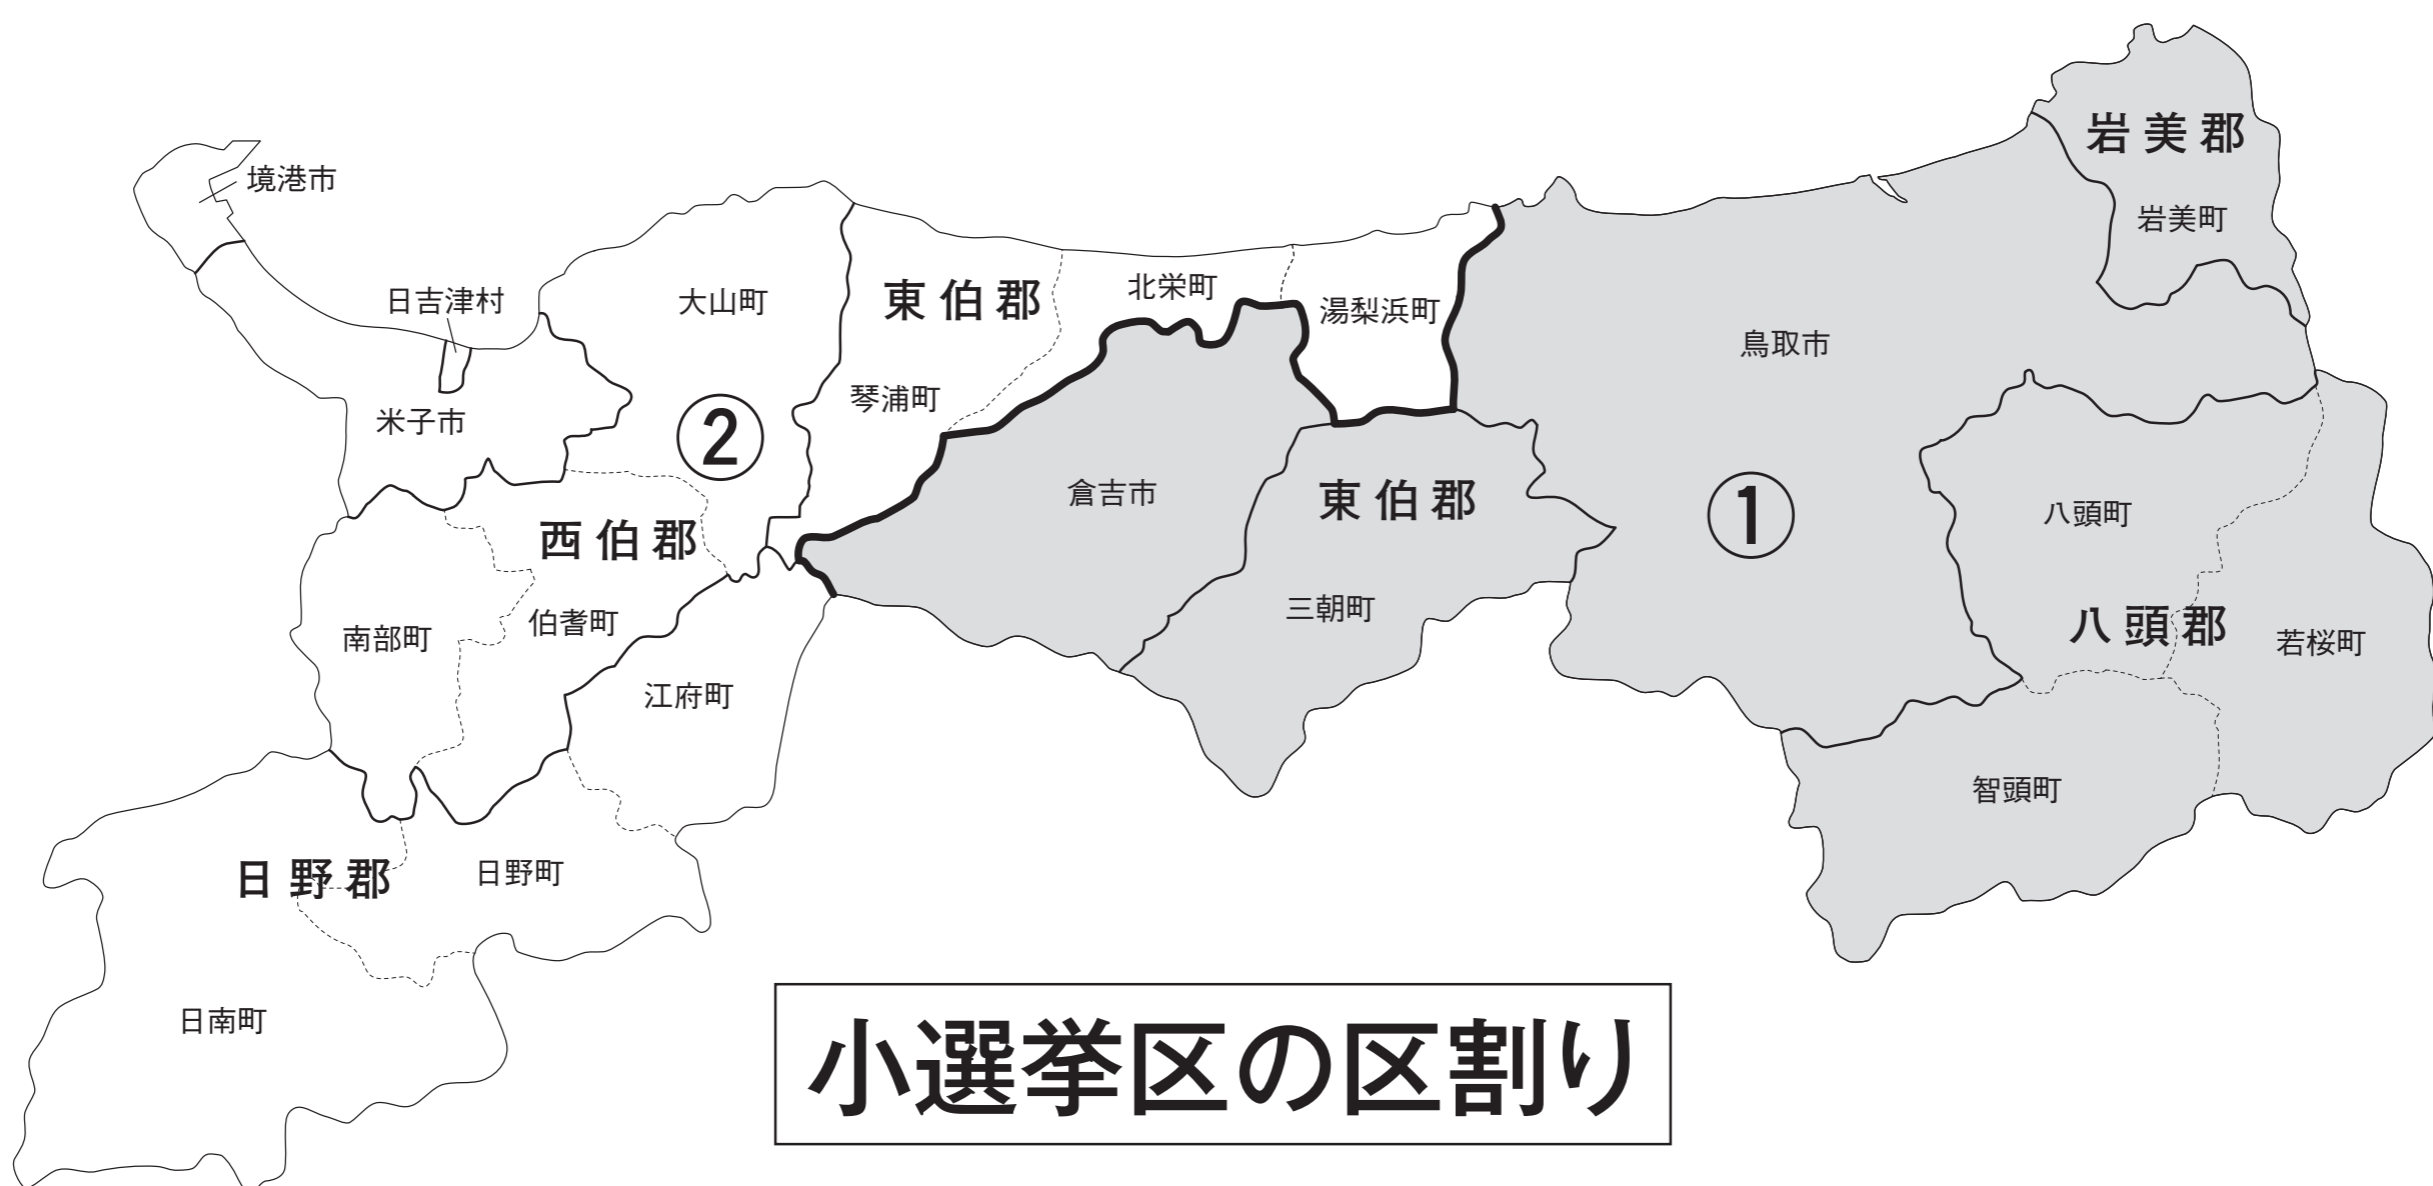 岩美郡
岩美町
境港市
日吉津村
大山町
東伯郡
北栄町
湯梨浜町
鳥取市
琴浦町
米子市
②
倉吉市
東伯郡
①
八頭町
西伯郡
伯耆町
南部町
三朝町
八頭郡
若桜町
江府町
智頭町
日野郡
日野町
日南町
小選挙区の区割り